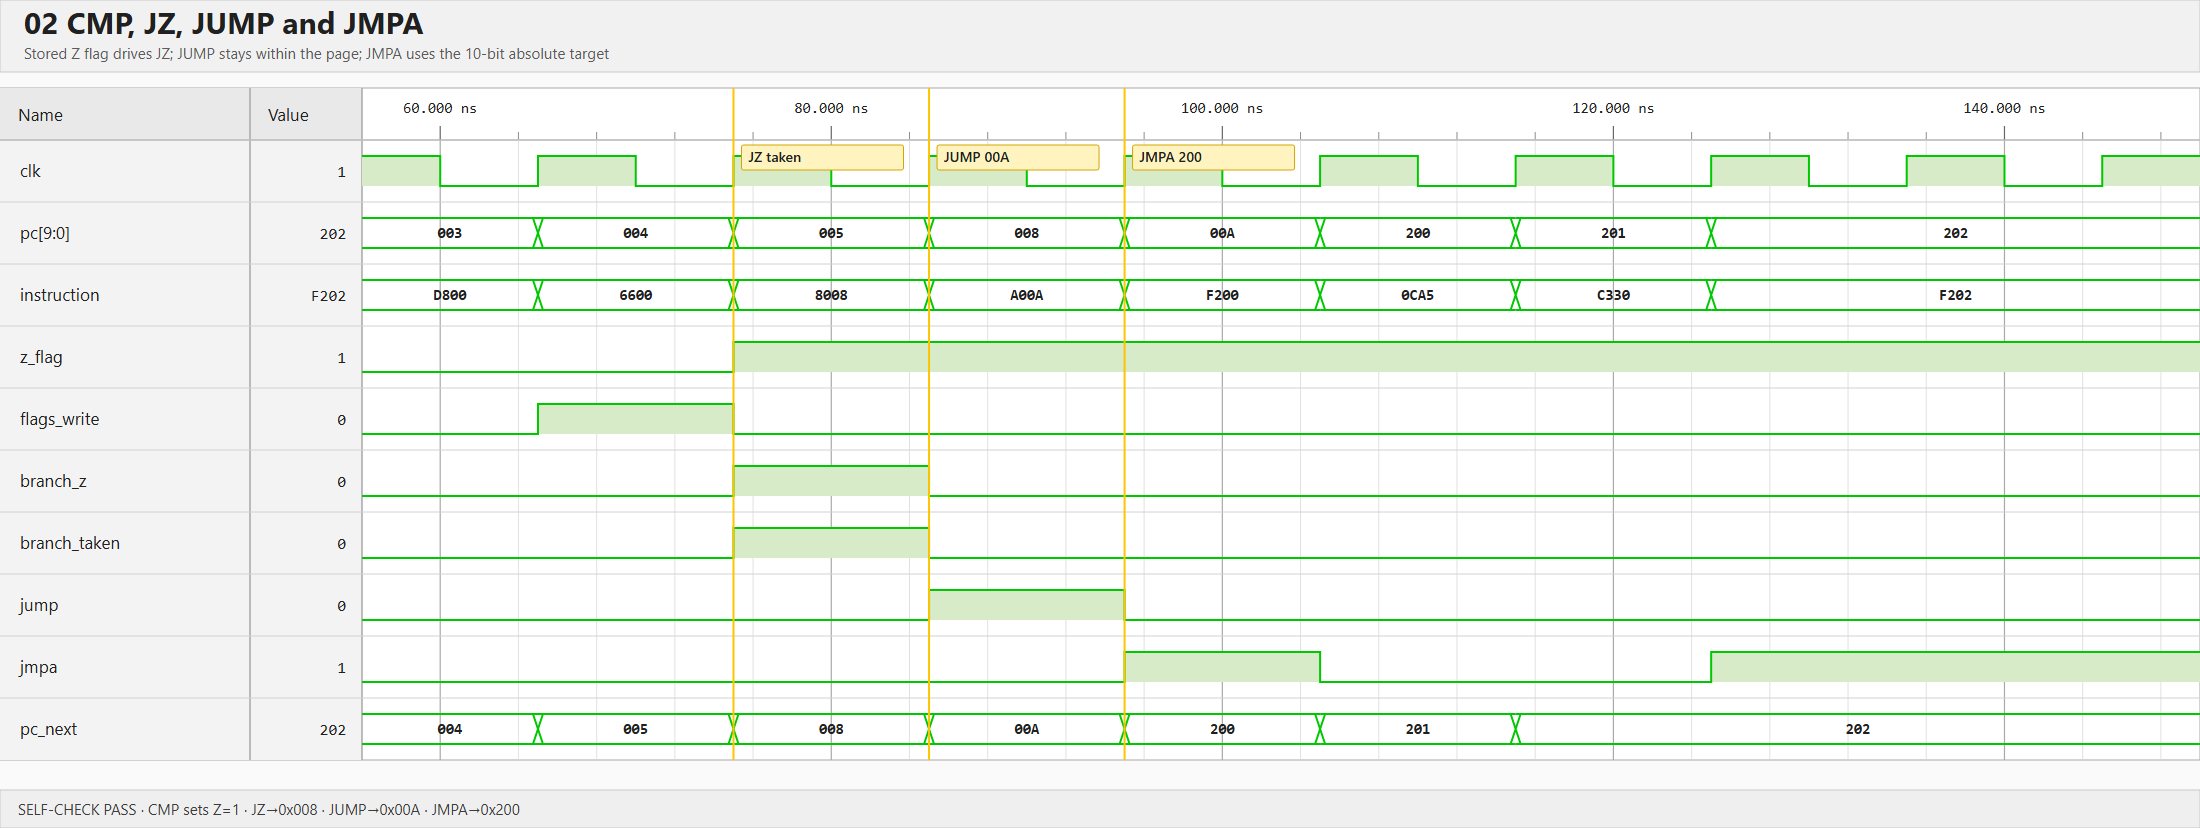 02 CMP, JZ, JUMP and JMPA
Stored Z flag drives JZ; JUMP stays within the page; JMPA uses the 10-bit absolute target
Name Value 60.000 ns 80.000 ns 100.000 ns 120.000 ns 140.000 ns
JZ taken JUMP 00A JMPA 200
clk 1
pc[9:0] 202 003 004 005 008 00A 200 201 202
instruction F202 D800 6600 8008 A00A F200 0CA5 C330 F202
z_flag 1
flags_write 0
branch_z 0
branch_taken 0
jump 0
jmpa 1
pc_next 202 004 005 008 00A 200 201 202
SELF-CHECK PASS · CMP sets Z=1 · JZ→0x008 · JUMP→0x00A · JMPA→0x200